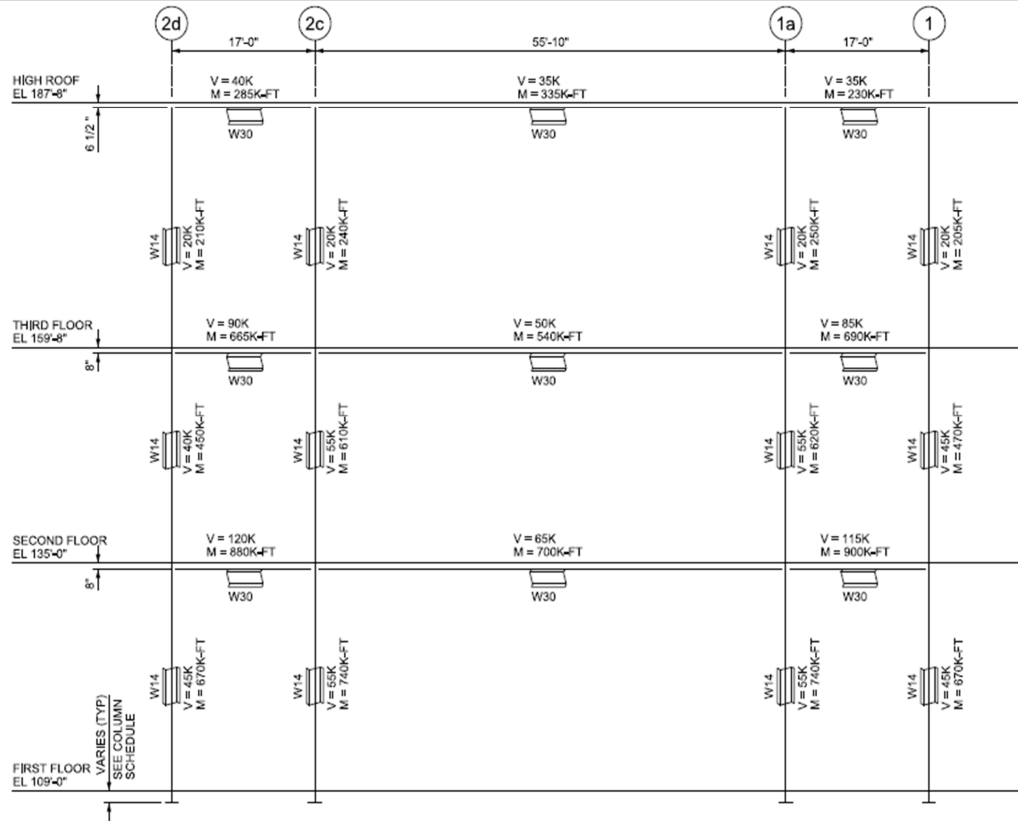 2d
2c
1a
1
17'-0"
55'-10"
17'-0"
HIGH ROOF
EL 187'-8"
V = 40K
M = 285K-FT
V = 35K
M = 335K-FT
V = 35K
M = 230K-FT
6 1/2 "
W30
W30
W30
W14
V = 20K
M = 210K-FT
W14
V = 20K
M = 240K-FT
W14
V = 20K
M = 250K-FT
W14
V = 20K
M = 205K-FT
THIRD FLOOR
EL 159'-8"
V = 90K
M = 665K-FT
V = 50K
M = 540K-FT
V = 85K
M = 690K-FT
8"
W30
W30
W30
W14
V = 40K
M = 450K-FT
W14
V = 55K
M = 610K-FT
W14
V = 55K
M = 620K-FT
W14
V = 45K
M = 470K-FT
SECOND FLOOR
EL 135'-0"
V = 120K
M = 880K-FT
V = 65K
M = 700K-FT
V = 115K
M = 900K-FT
8"
W30
W30
W30
W14
V = 45K
M = 670K-FT
W14
V = 55K
M = 740K-FT
W14
V = 55K
M = 740K-FT
W14
V = 45K
M = 670K-FT
VARIES (TYP)
SEE COLUMN
SCHEDULE
FIRST FLOOR
EL 109'-0"